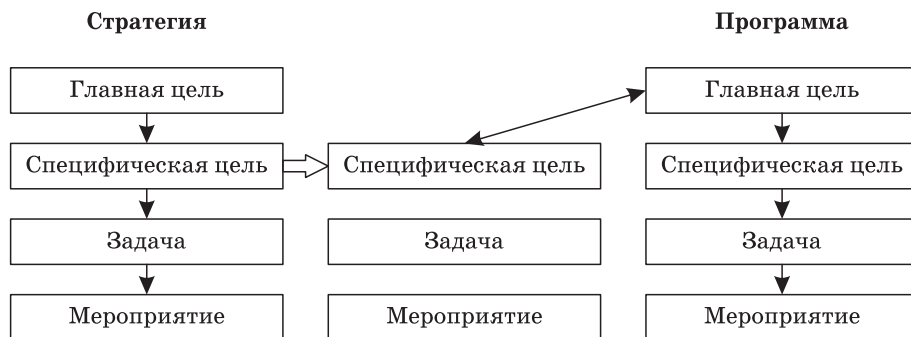 Стратегия
Программа
Главная цель
Главная цель
Специфическая цель
Специфическая цель
Специфическая цель
Задача
Задача
Задача
Мероприятие
Мероприятие
Мероприятие